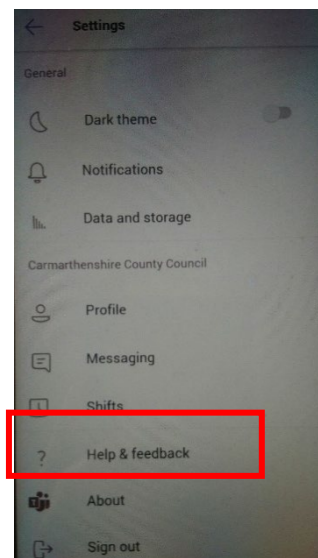 Settings
General
Dark theme
Notifications
Data and storage
Carmarthenshire County Council
Profile
Messaging
Shifts
? Help & feedback
About
Sign out